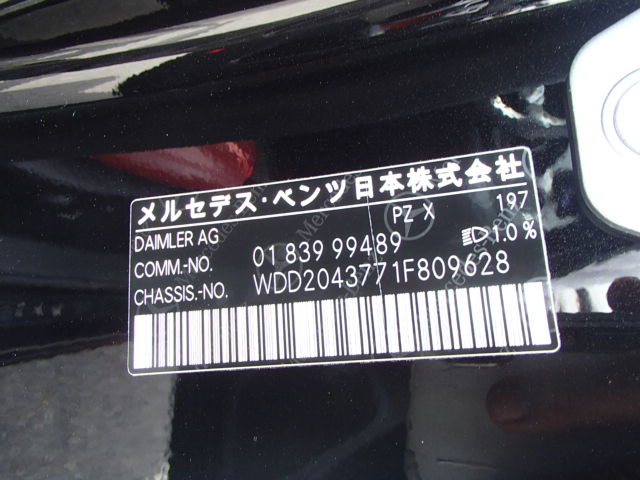 メルセデス・ベンツ日本株式会社
DAIMLER AG PZ X 197
COMM.-NO. 01 839 99489 1.0%
CHASSIS.-NO. WDD2043771F809628